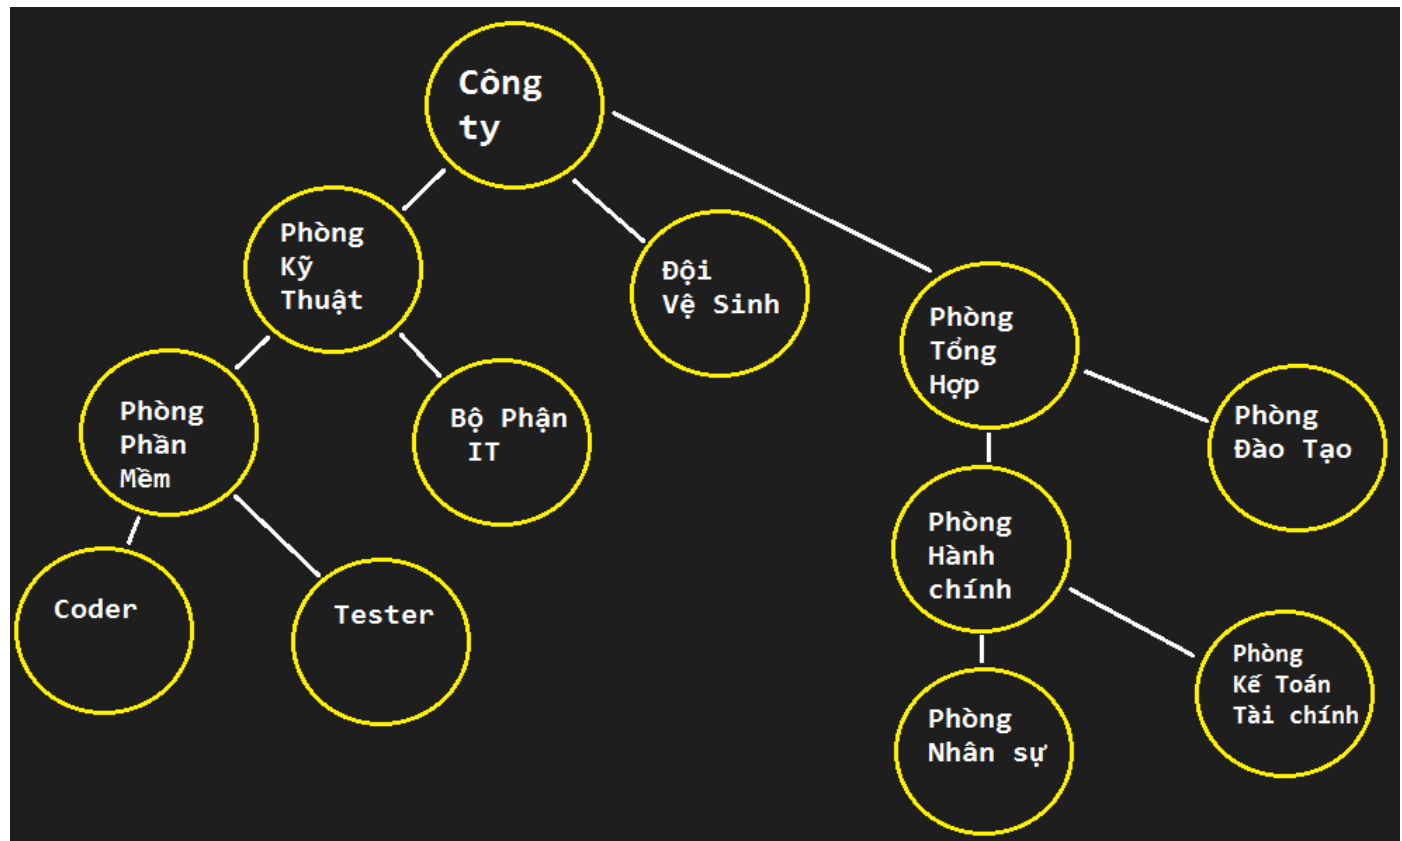 Công
ty
Phòng
Kỹ
Thuật
Đội
Vệ Sinh
Phòng
Tổng
Hợp
Phòng
Phần
Mềm
Bộ Phận
IT
Phòng
Đào Tạo
Phòng
Hành
chính
Coder
Tester
Phòng
Nhân sự
Phòng
Kế Toán
Tài chính